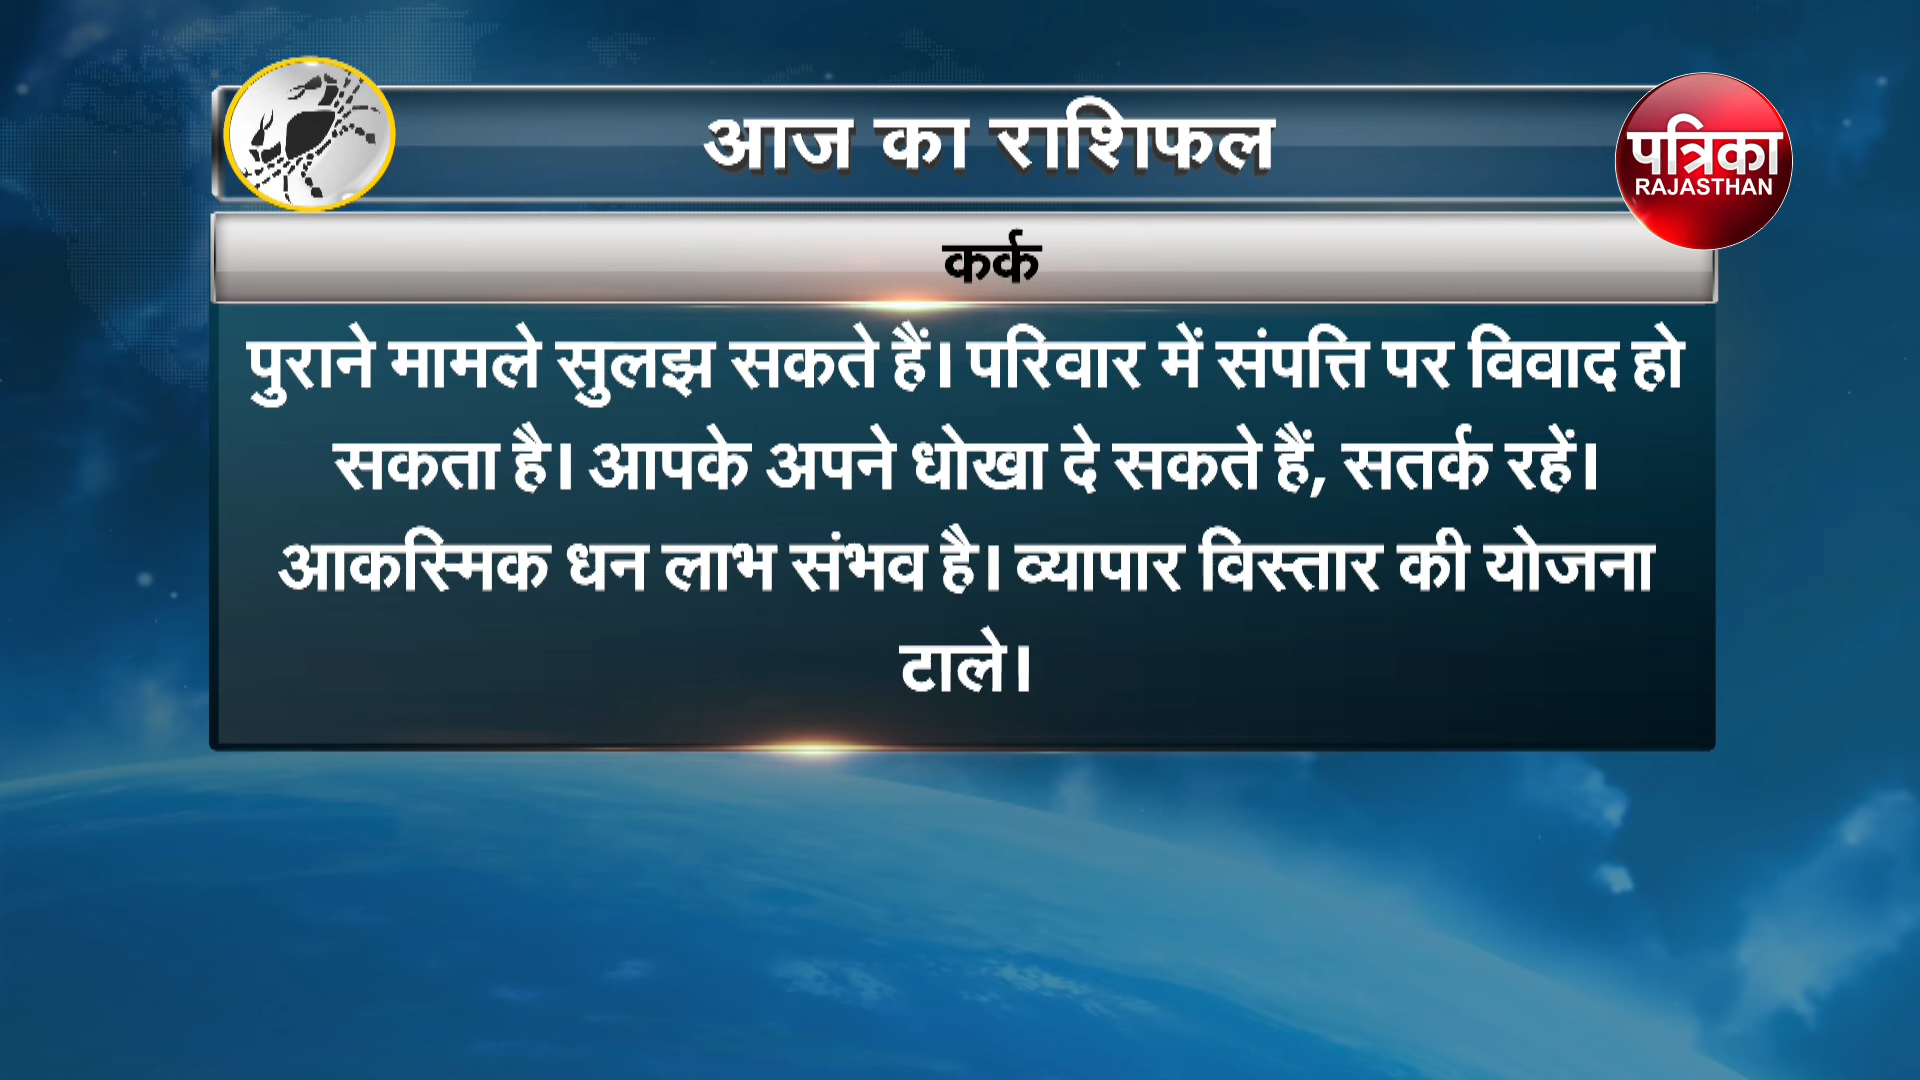 आज का राशिफल
पत्रिका
RAJASTHAN
कर्क
पुराने मामले सुलझ सकते हैं। परिवार में संपत्ति पर विवाद हो
सकता है। आपके अपने धोखा दे सकते हैं, सतर्क रहें।
आकस्मिक धन लाभ संभव है। व्यापार विस्तार की योजना
टाले।